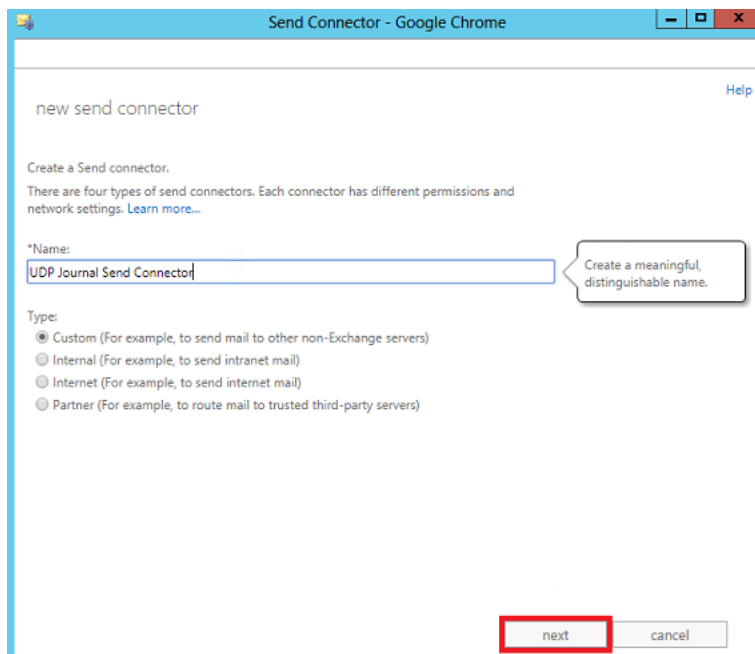 Send Connector - Google Chrome
Help
new send connector
Create a Send connector.
There are four types of send connectors. Each connector has different permissions and
network settings. Learn more...
*Name:
UDP Journal Send Connector
Create a meaningful,
distinguishable name.
Type:
Custom (For example, to send mail to other non-Exchange servers)
Internal (For example, to send intranet mail)
Internet (For example, to send internet mail)
Partner (For example, to route mail to trusted third-party servers)
next
cancel